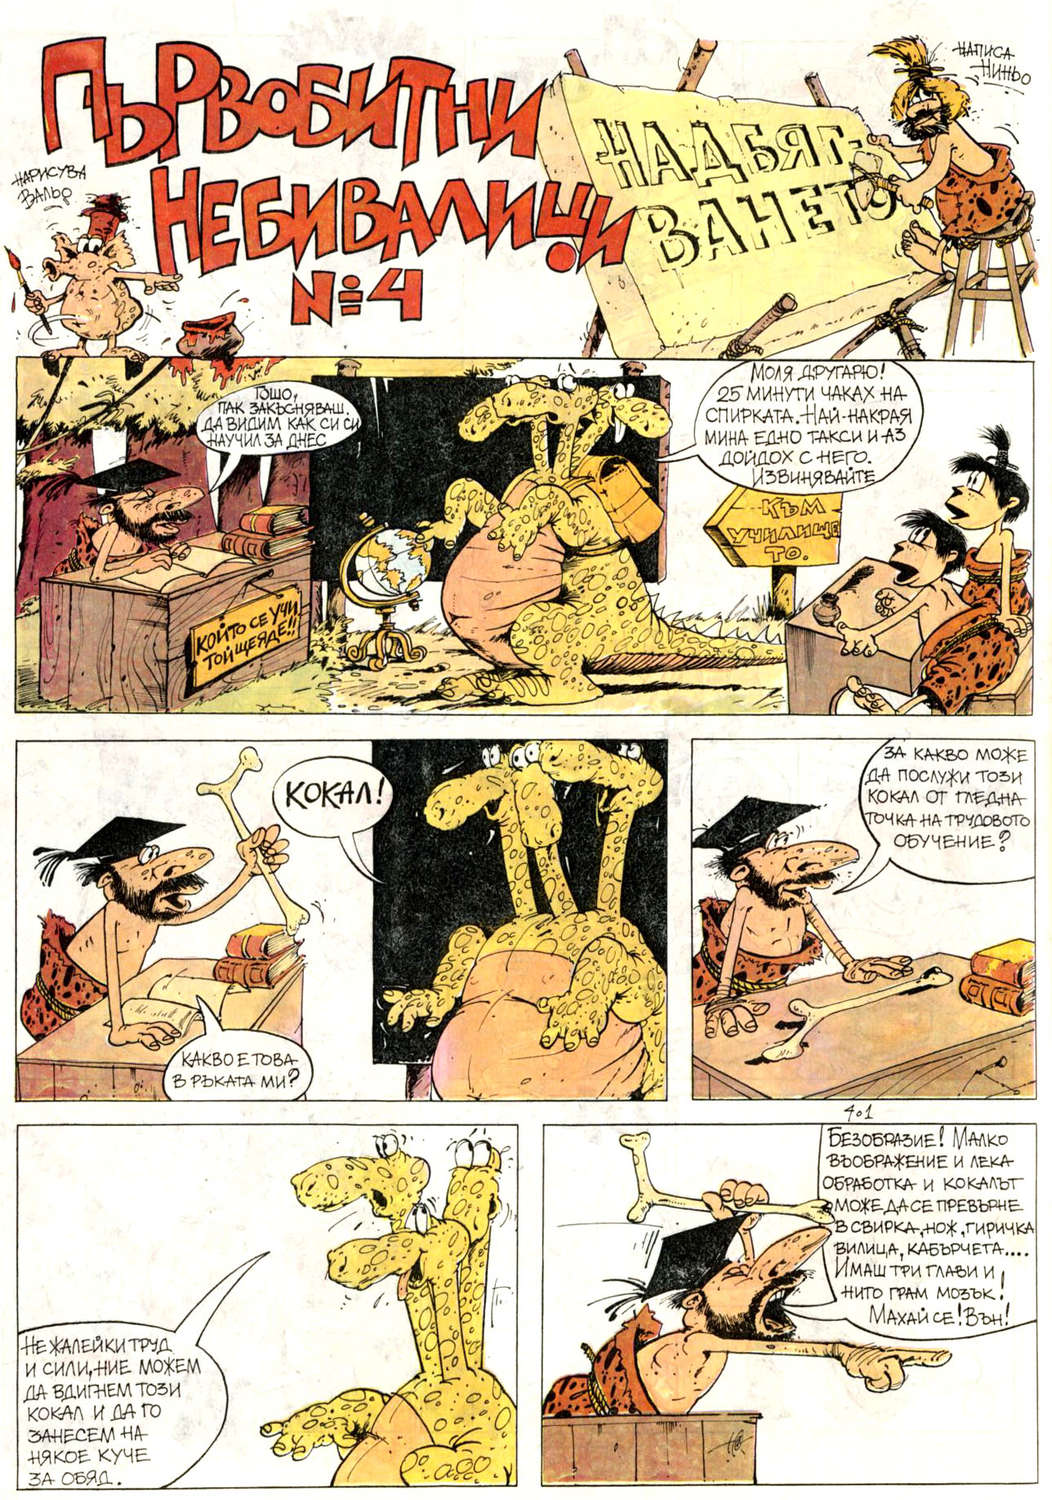 ПЪРВОБИТНИ
НЕБИВАЛИЦИ
№4
НАРИСУВА
ВАЛЬО
НАДБЯГ-
ВАНЕТО
НАПИСА
НИНЬО
ГОШО,
ПАК ЗАКЪСНЯВАШ.
ДА ВИДИМ КАК СИ СИ
НАУЧИЛ ЗА ДНЕС
МОЛЯ, ДРУГАРЮ!
25 МИНУТИ ЧАКАХ НА
СПИРКАТА. НАЙ-НАКРАЯ
МИНА ЕДНО ТАКСИ И АЗ
ДОЙДОХ С НЕГО.
ИЗВИНЯВАЙТЕ
КЪМ
УЧИЛИЩЕ
ТО.
КОЙТО СЕ УЧИ,
ТОЙ ЩЕ ЯДЕ!!
КОКАЛ!
КАКВО Е ТОВА
В РЪКАТА МИ?
ЗА КАКВО МОЖЕ
ДА ПОСЛУЖИ ТОЗИ
КОКАЛ ОТ ГЛЕДНА
ТОЧКА НА ТРУДОВОТО
ОБУЧЕНИЕ?
401
НЕ ЖАЛЕЙКИ ТРУД
И СИЛИ, НИЕ МОЖЕМ
ДА ВДИГНЕМ ТОЗИ
КОКАЛ И ДА ГО
ЗАНЕСЕМ НА
НЯКОЕ КУЧЕ
ЗА ОБЯД.
БЕЗОБРАЗИЕ! МАЛКО
ВЪОБРАЖЕНИЕ И ЛЕКА
ОБРАБОТКА И КОКАЛЪТ
МОЖЕ ДА СЕ ПРЕВЪРНЕ
В СВИРКА, НОЖ, ГИРИЧКА
ВИЛИЦА, КАБЪРЧЕТА....
ИМАШ ТРИ ГЛАВИ И
НИТО ГРАМ МОЗЪК!
МАХАЙ СЕ! ВЪН!